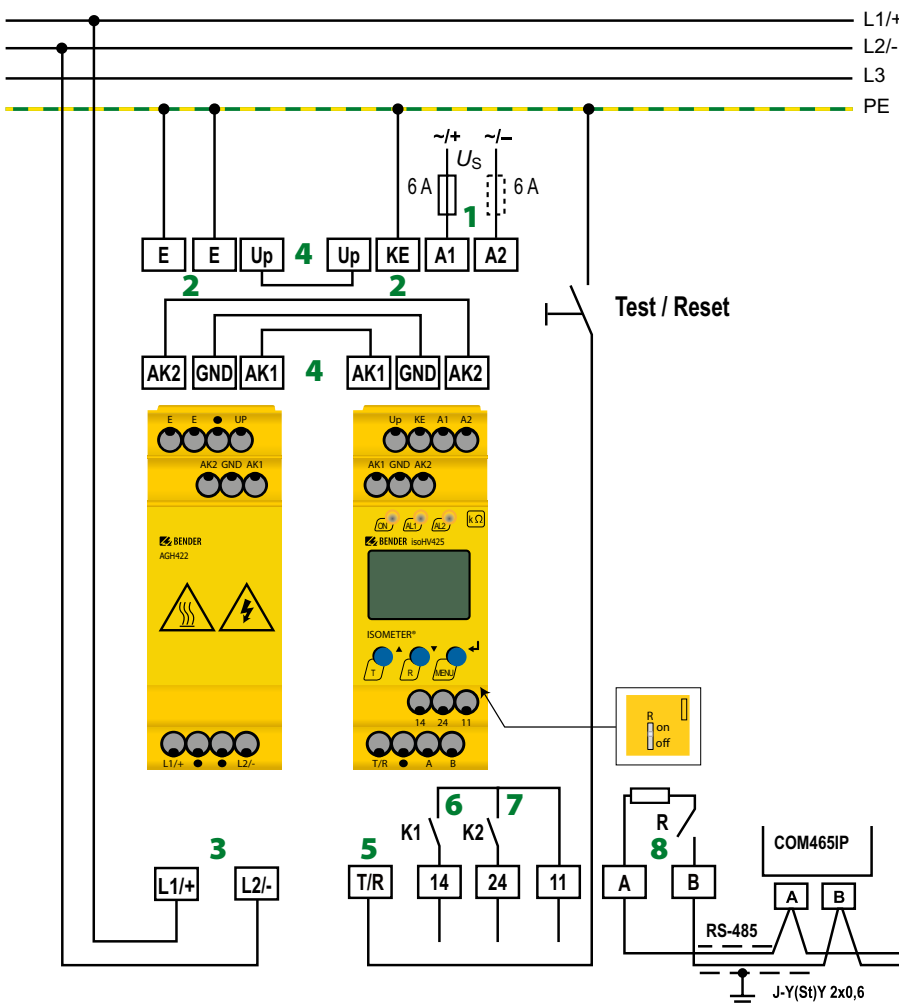 L1/+
L2/-
L3
PE
~/+ ~/–
US
6 A 6 A
1
E E Up 4 Up KE A1 A2
2 2
Test / Reset
AK2 GND AK1 4 AK1 GND AK2
E E UP
Up KE A1 A2
AK2 GND AK1
AK1 GND AK2
ON AL1 AL2 kΩ
BENDER
AGH422
BENDER isoHV425
ISOMETER®
T R MENU
14 24 11
R
on
off
L1/+ L2/-
T/R A B
6 7
K1 K2
R
3 5 8
COM465IP
L1/+ L2/- T/R 14 24 11 A B
A B
RS-485
J-Y(St)Y 2x0,6